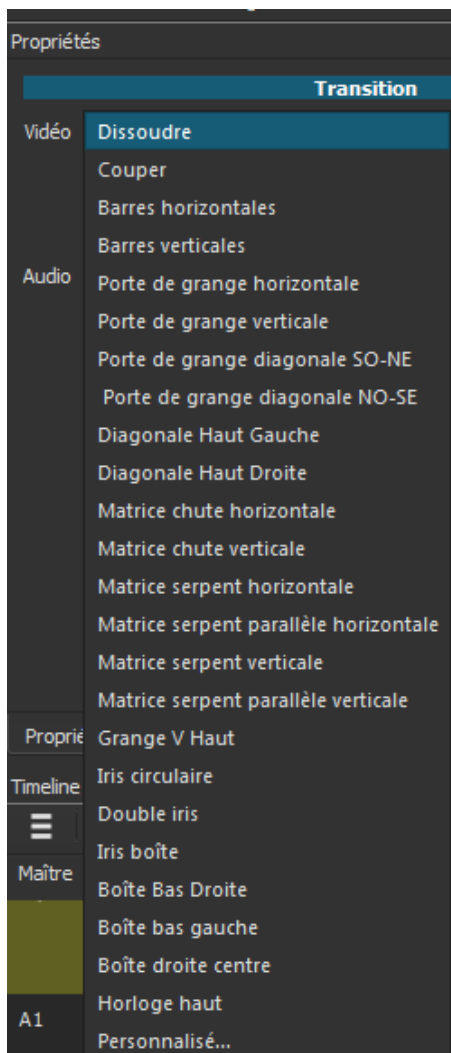 Propriétés
Transition
Vidéo
Dissoudre
Couper
Barres horizontales
Barres verticales
Audio
Porte de grange horizontale
Porte de grange verticale
Porte de grange diagonale SO-NE
Porte de grange diagonale NO-SE
Diagonale Haut Gauche
Diagonale Haut Droite
Matrice chute horizontale
Matrice chute verticale
Matrice serpent horizontale
Matrice serpent parallèle horizontale
Matrice serpent verticale
Matrice serpent parallèle verticale
Proprié
Grange V Haut
Timeline
Iris circulaire
Double iris
Iris boîte
Maître
Boîte Bas Droite
Boîte bas gauche
Boîte droite centre
Horloge haut
A1
Personnalisé...